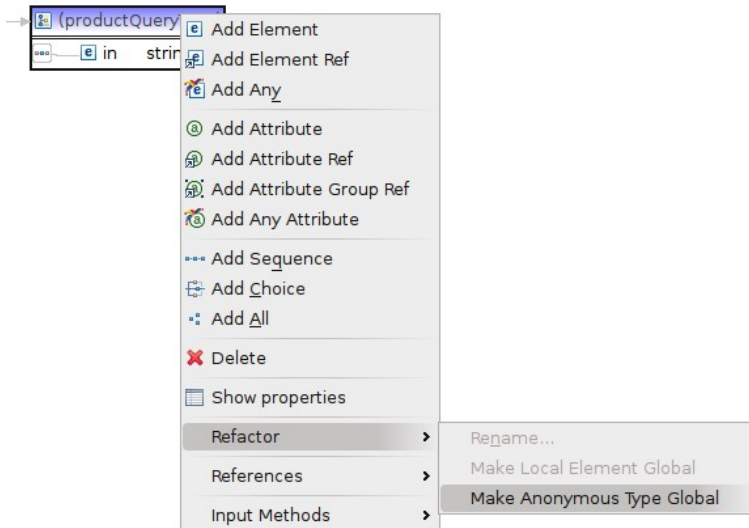 (productQuery
e in strin
e Add Element
e Add Element Ref
e Add Any
a Add Attribute
a Add Attribute Ref
a Add Attribute Group Ref
a Add Any Attribute
Add Sequence
Add Choice
Add All
Delete
Show properties
Refactor
Rename...
Make Local Element Global
Make Anonymous Type Global
References
Input Methods